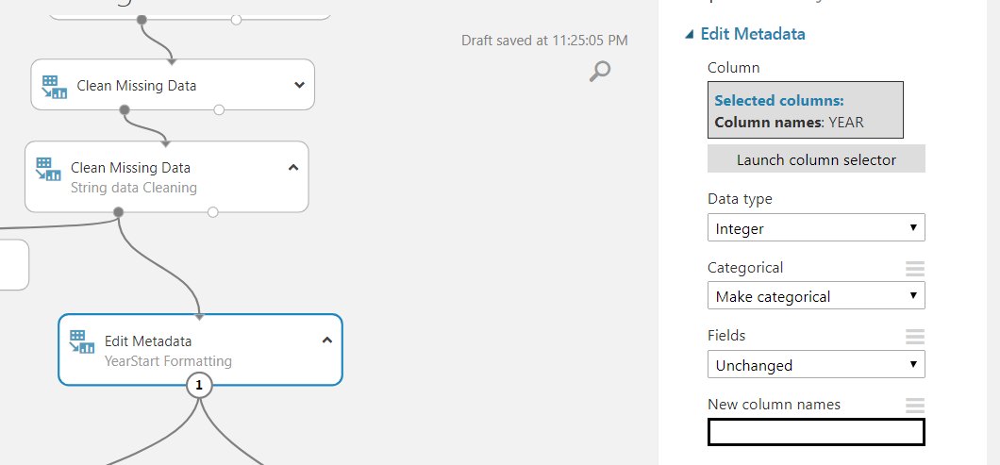 Draft saved at 11:25:05 PM
Clean Missing Data
Clean Missing Data
String data Cleaning
Edit Metadata
YearStart Formatting
1
Edit Metadata
Column
Selected columns:
Column names: YEAR
Launch column selector
Data type
Integer
Categorical
Make categorical
Fields
Unchanged
New column names